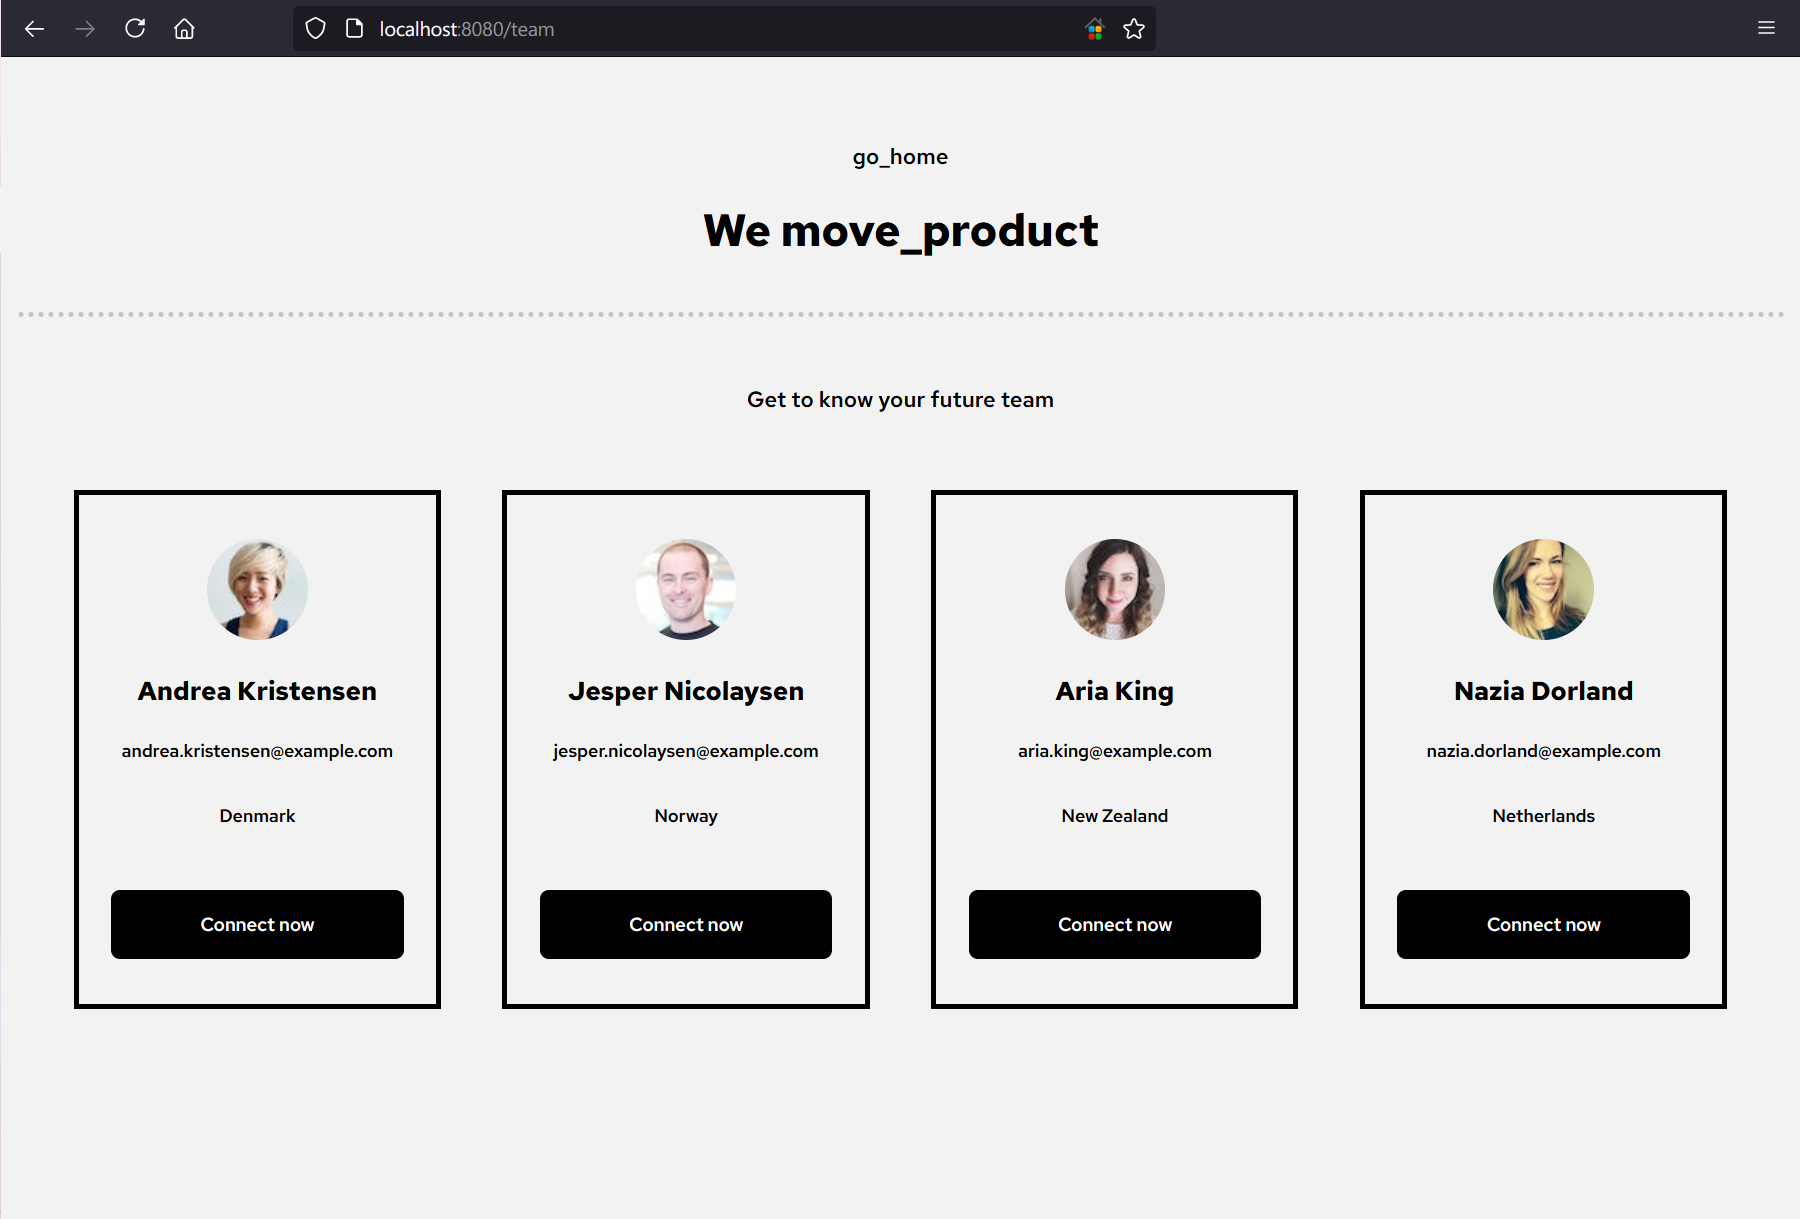 localhost:8080/team
go_home
We move_product
Get to know your future team
Andrea Kristensen
andrea.kristensen@example.com
Denmark
Connect now
Jesper Nicolaysen
jesper.nicolaysen@example.com
Norway
Connect now
Aria King
aria.king@example.com
New Zealand
Connect now
Nazia Dorland
nazia.dorland@example.com
Netherlands
Connect now